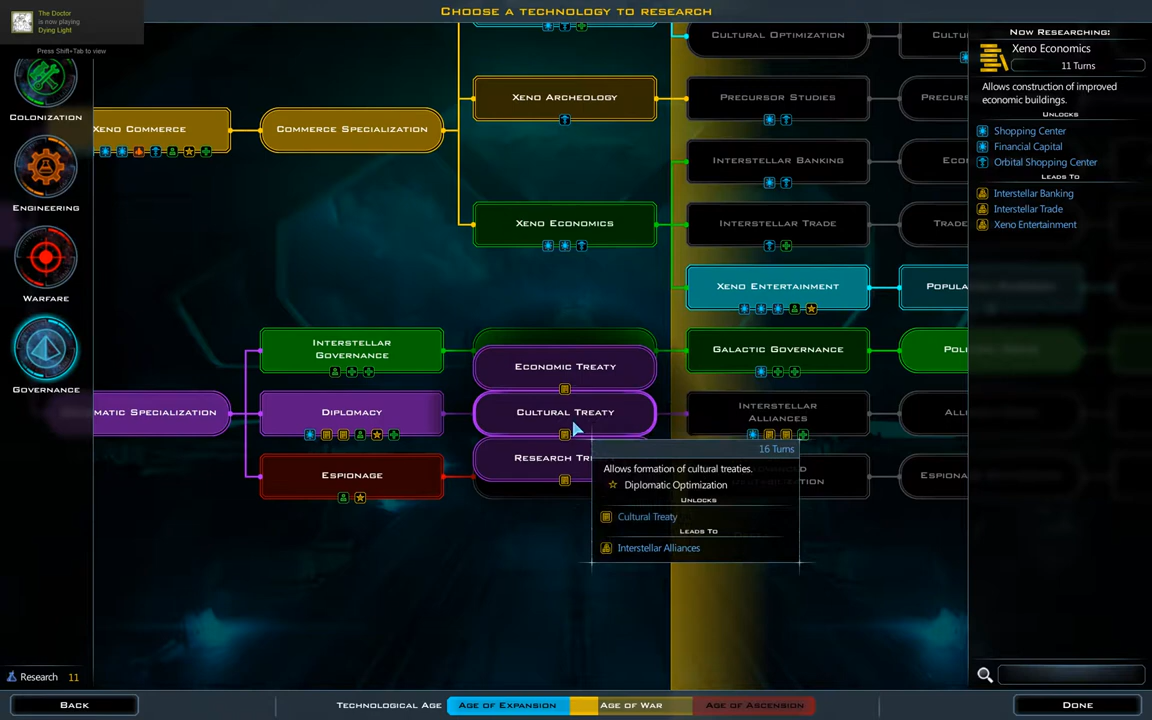 CHOOSE A TECHNOLOGY TO RESEARCH
The Doctor
is now playing
Dying Light
Press Shift+Tab to view
COLONIZATION
ENGINEERING
WARFARE
GOVERNANCE
XENO COMMERCE
COMMERCE SPECIALIZATION
XENO ARCHEOLOGY
XENO ECONOMICS
CULTURAL OPTIMIZATION
PRECURSOR STUDIES
INTERSTELLAR BANKING
INTERSTELLAR TRADE
XENO ENTERTAINMENT
INTERSTELLAR
GOVERNANCE
ECONOMIC TREATY
GALACTIC GOVERNANCE
SPECIALIZATION
DIPLOMACY
CULTURAL TREATY
INTERSTELLAR
ALLIANCES
ESPIONAGE
RESEARCH
ESPIONAGE
16 Turns
Allows formation of cultural treaties.
Diplomatic Optimization
UNLOCKS
Cultural Treaty
LEADS TO
Interstellar Alliances
NOW RESEARCHING:
Xeno Economics
11 Turns
Allows construction of improved
economic buildings.
UNLOCKS
Shopping Center
Financial Capital
Orbital Shopping Center
LEADS TO
Interstellar Banking
Interstellar Trade
Xeno Entertainment
Research 11
BACK
TECHNOLOGICAL AGE
AGE OF EXPANSION
AGE OF WAR
AGE OF ASCENSION
DONE